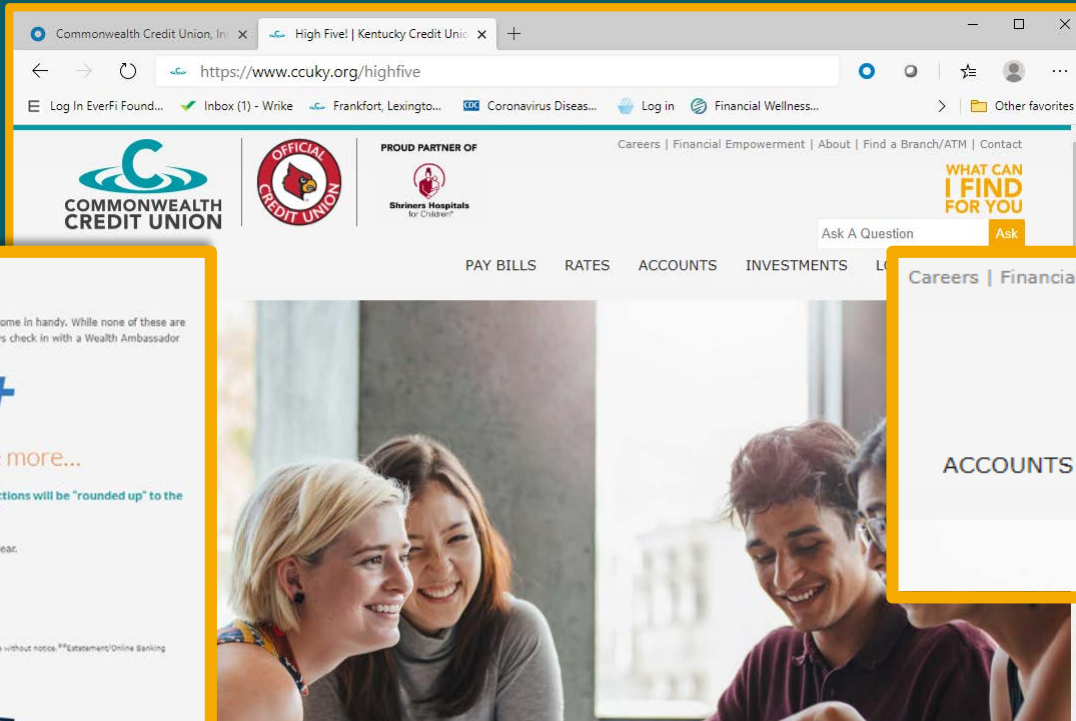 Commonwealth Credit Union, In
High Five! | Kentucky Credit Unio
https://www.ccuky.org/highfive
Log In EverFi Found...
Inbox (1) - Wrike
Frankfort, Lexingto...
CDC
Coronavirus Diseas...
Log in
Financial Wellness...
Other favorites
C
COMMONWEALTH
CREDIT UNION
OFFICIAL
CREDIT UNION
PROUD PARTNER OF
Shriners Hospitals
for Children®
Careers | Financial Empowerment | About | Find a Branch/ATM | Contact
WHAT CAN
I FIND
FOR YOU
Ask A Question
Ask
PAY BILLS RATES ACCOUNTS INVESTMENTS
ome in handy. While none of these are
s check in with a Wealth Ambassador
+
more...
ctions will be "rounded up" to the
ear.
without notice. **Estatement/Online Banking
Careers | Financia
ACCOUNTS